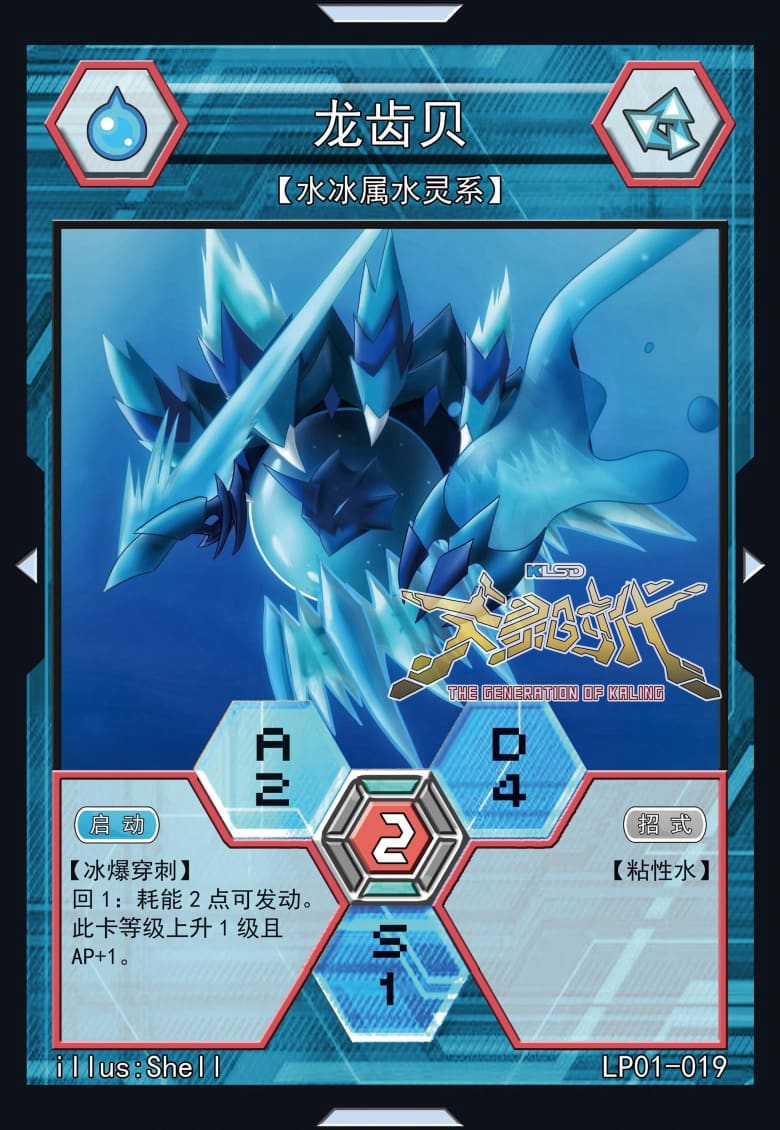 龙齿贝
【水冰属水灵系】
KLSD
卡灵时代
THE GENERATION OF KALING
A
2
D
4
2
启动
【冰爆穿刺】
回1：耗能2点可发动。
此卡等级上升1级且
AP+1。
招式
【粘性水】
S
1
illus:Shell
LP01-019